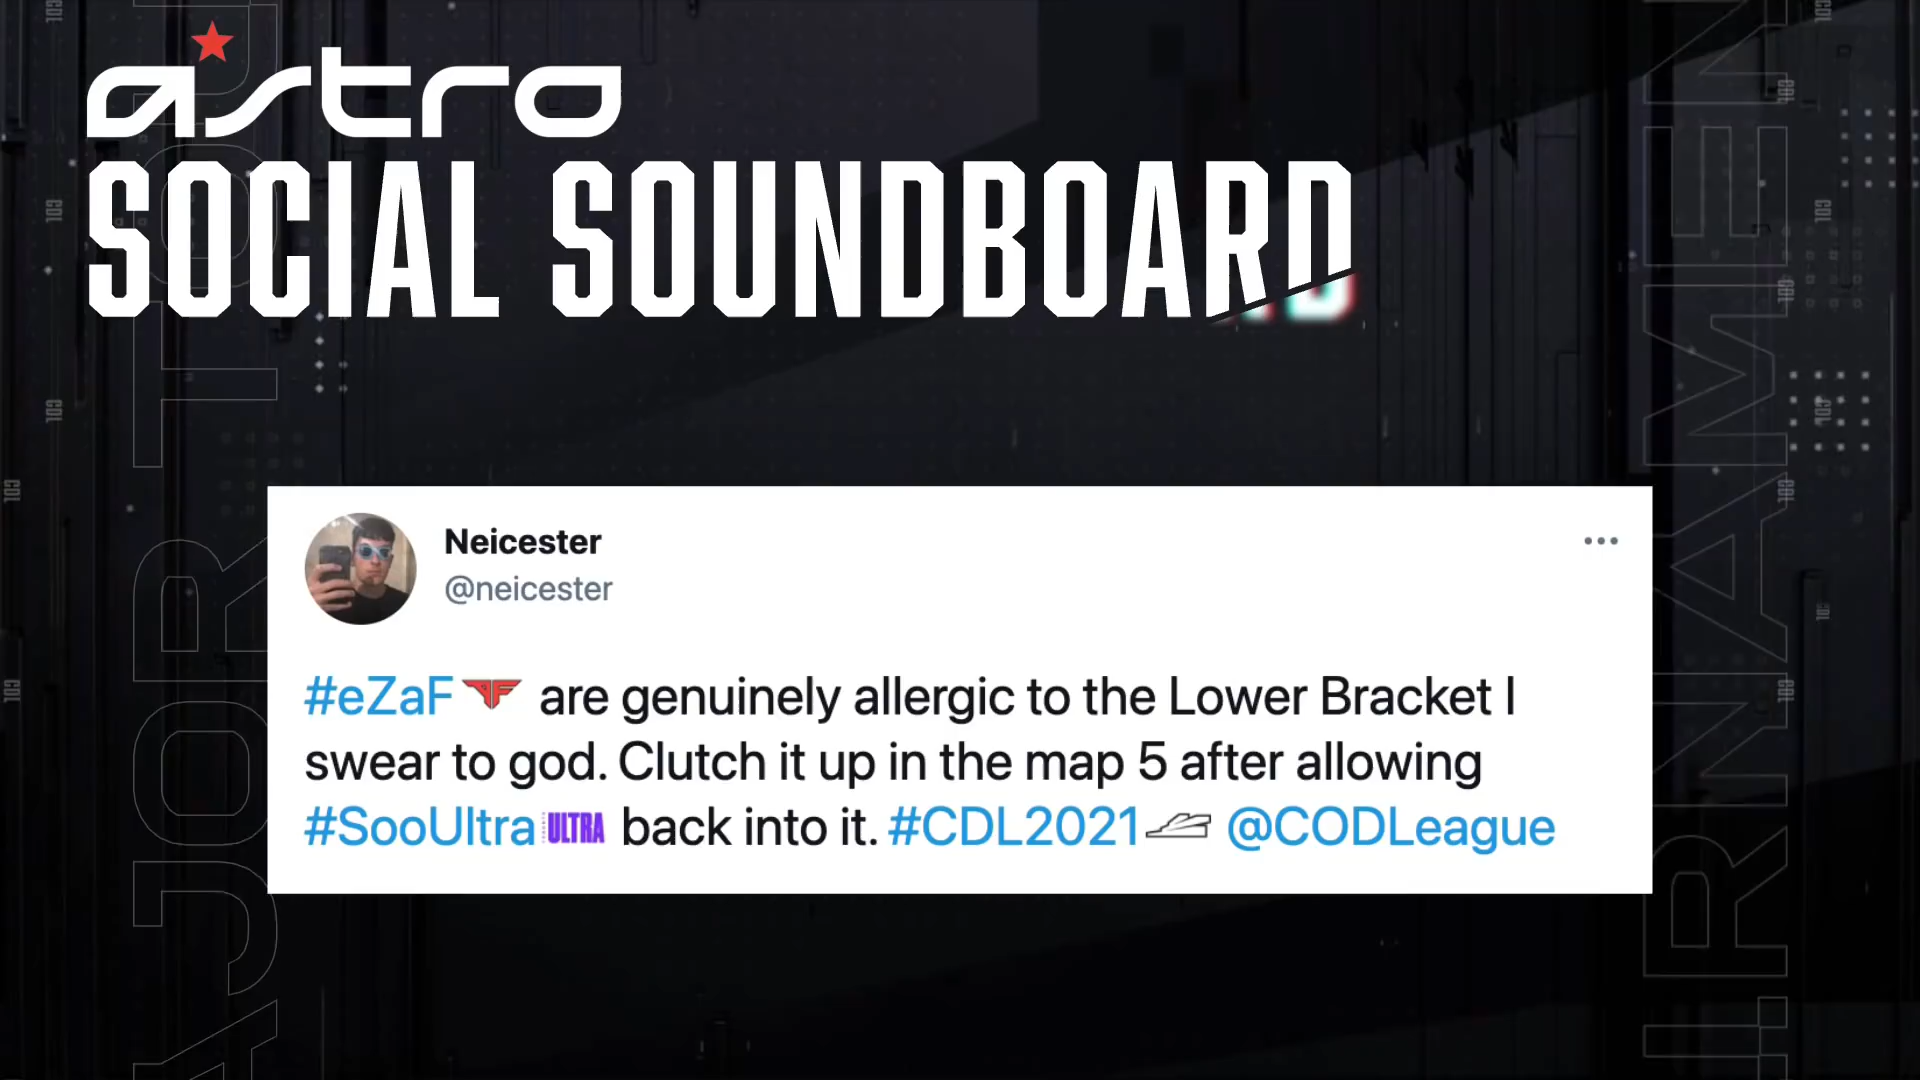 astro
SOCIAL SOUNDBOARD
Neicester
@neicester
#eZaF are genuinely allergic to the Lower Bracket I
swear to god. Clutch it up in the map 5 after allowing
#SooUltra ULTRA back into it. #CDL2021 @CODLeague